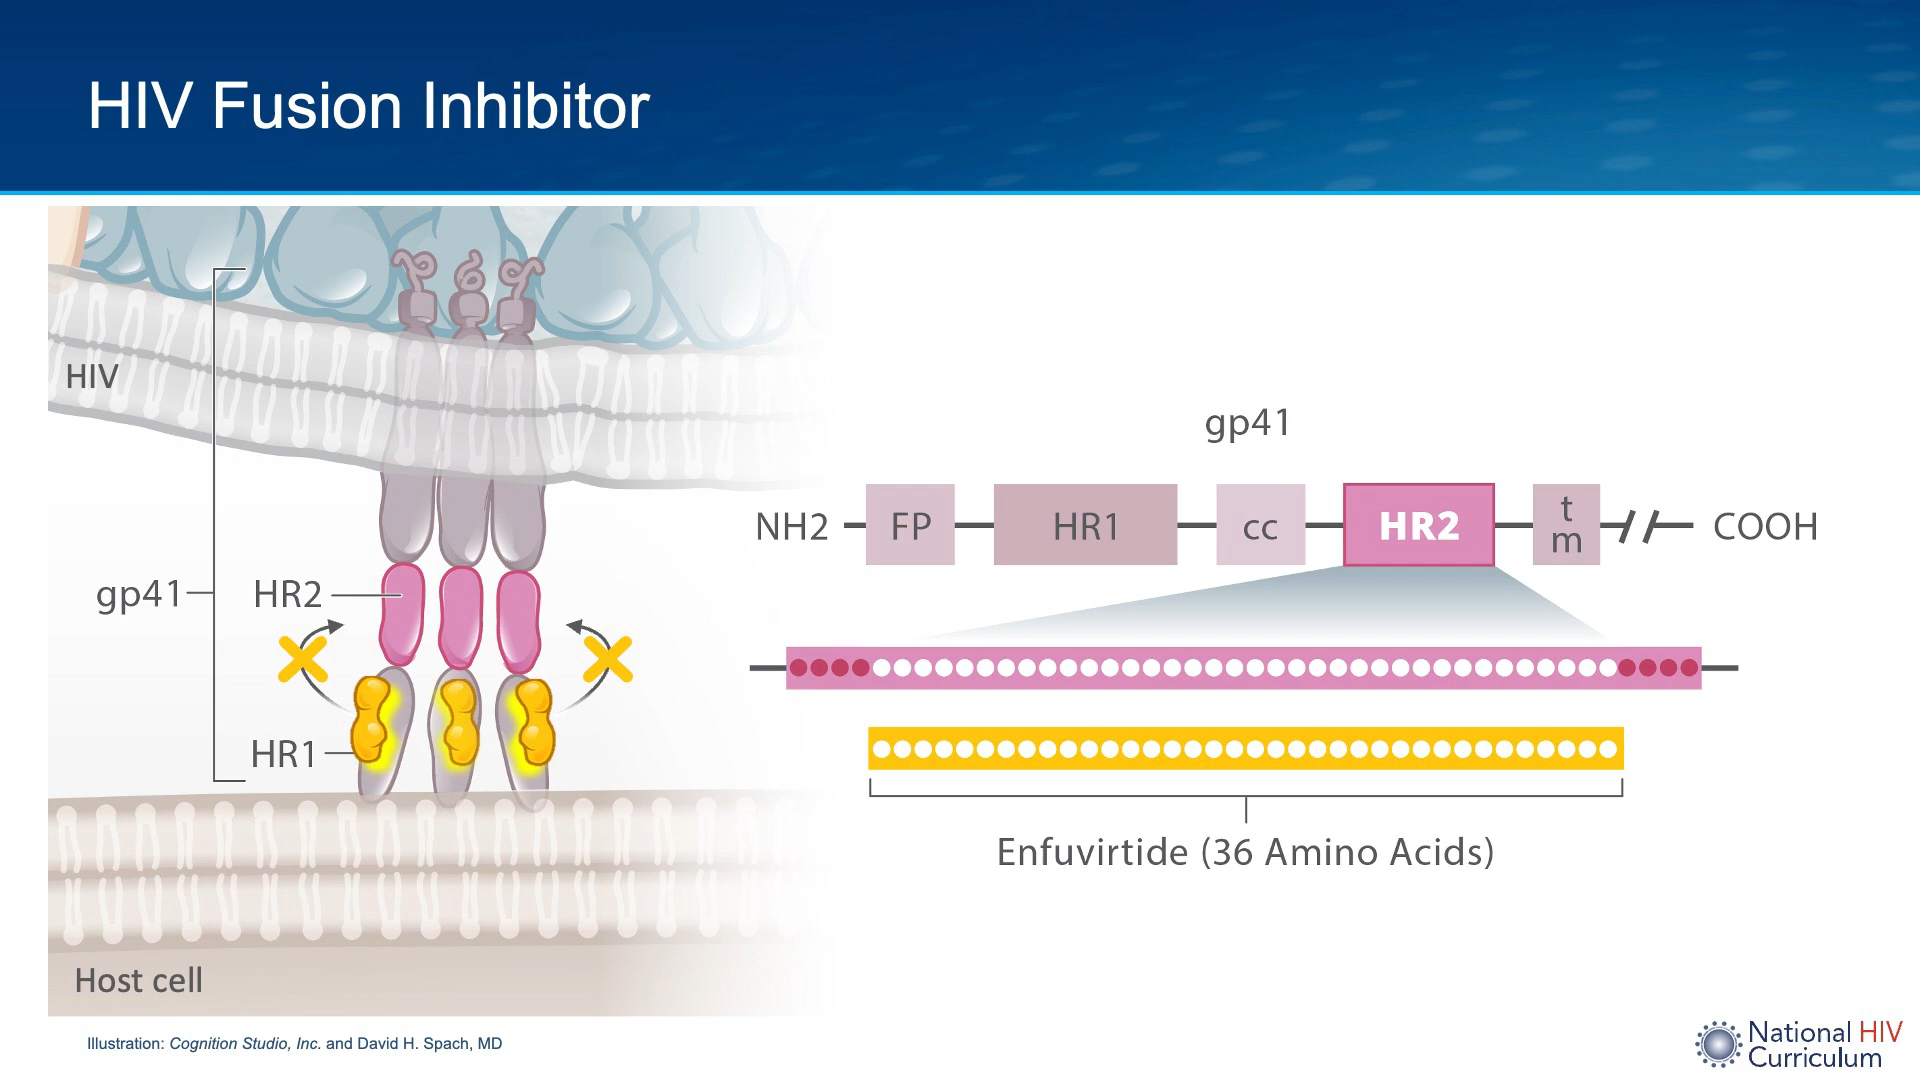 HIV Fusion Inhibitor
HIV
gp41
HR2
HR1
Host cell
gp41
NH2
FP
HR1
cc
HR2
t
m
COOH
Enfuvirtide (36 Amino Acids)
Illustration: Cognition Studio, Inc. and David H. Spach, MD
National HIV
Curriculum